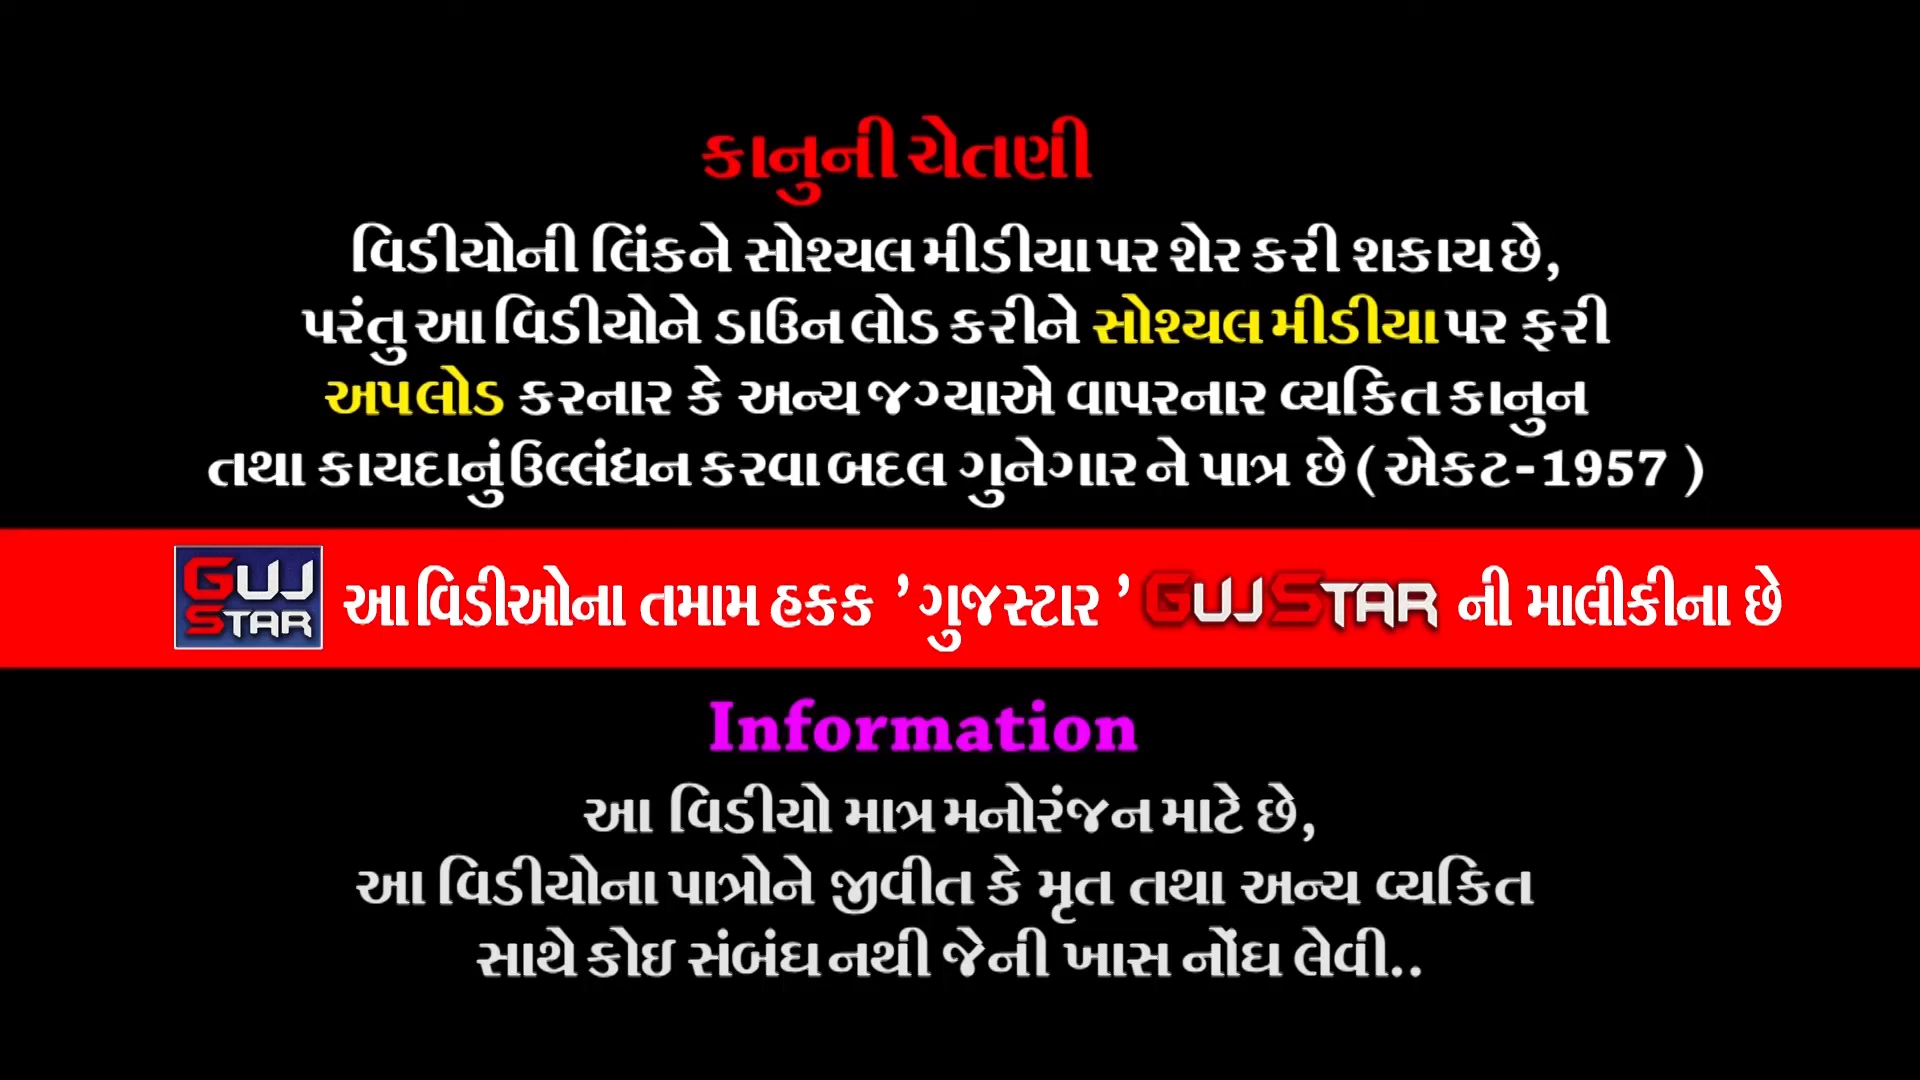 કાનુની ચેતણી
વિડીયોની લિંકને સોશ્યલ મીડીયા પર શેર કરી શકાય છે,
પરંતુ આ વિડીયોને ડાઉનલોડ કરીને સોશ્યલ મીડીયા પર ફરી
અપલોડ કરનાર કે અન્ય જગ્યાએ વાપરનાર વ્યકિત કાનુન
તથા કાયદાનું ઉલ્લંઘન કરવા બદલ ગુનેગાર ને પાત્ર છે ( એકટ-1957 )
GUJ STAR આ વિડીઓના તમામ હકક ’ ગુજસ્ટાર ’ GUJSTAR ની માલીકીના છે
Information
આ વિડીયો માત્ર મનોરંજન માટે છે,
આ વિડીયોના પાત્રોને જીવીત કે મૃત તથા અન્ય વ્યકિત
સાથે કોઇ સંબંઘ નથી જેની ખાસ નોંઘ લેવી..